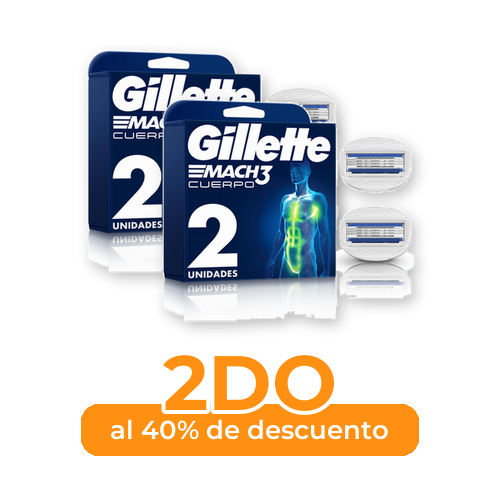 Gillette
MACH3
CUERPO
2
UNIDADES
Gillette
MACH3
CUERPO
2
UNIDADES
2DO
al 40% de descuento